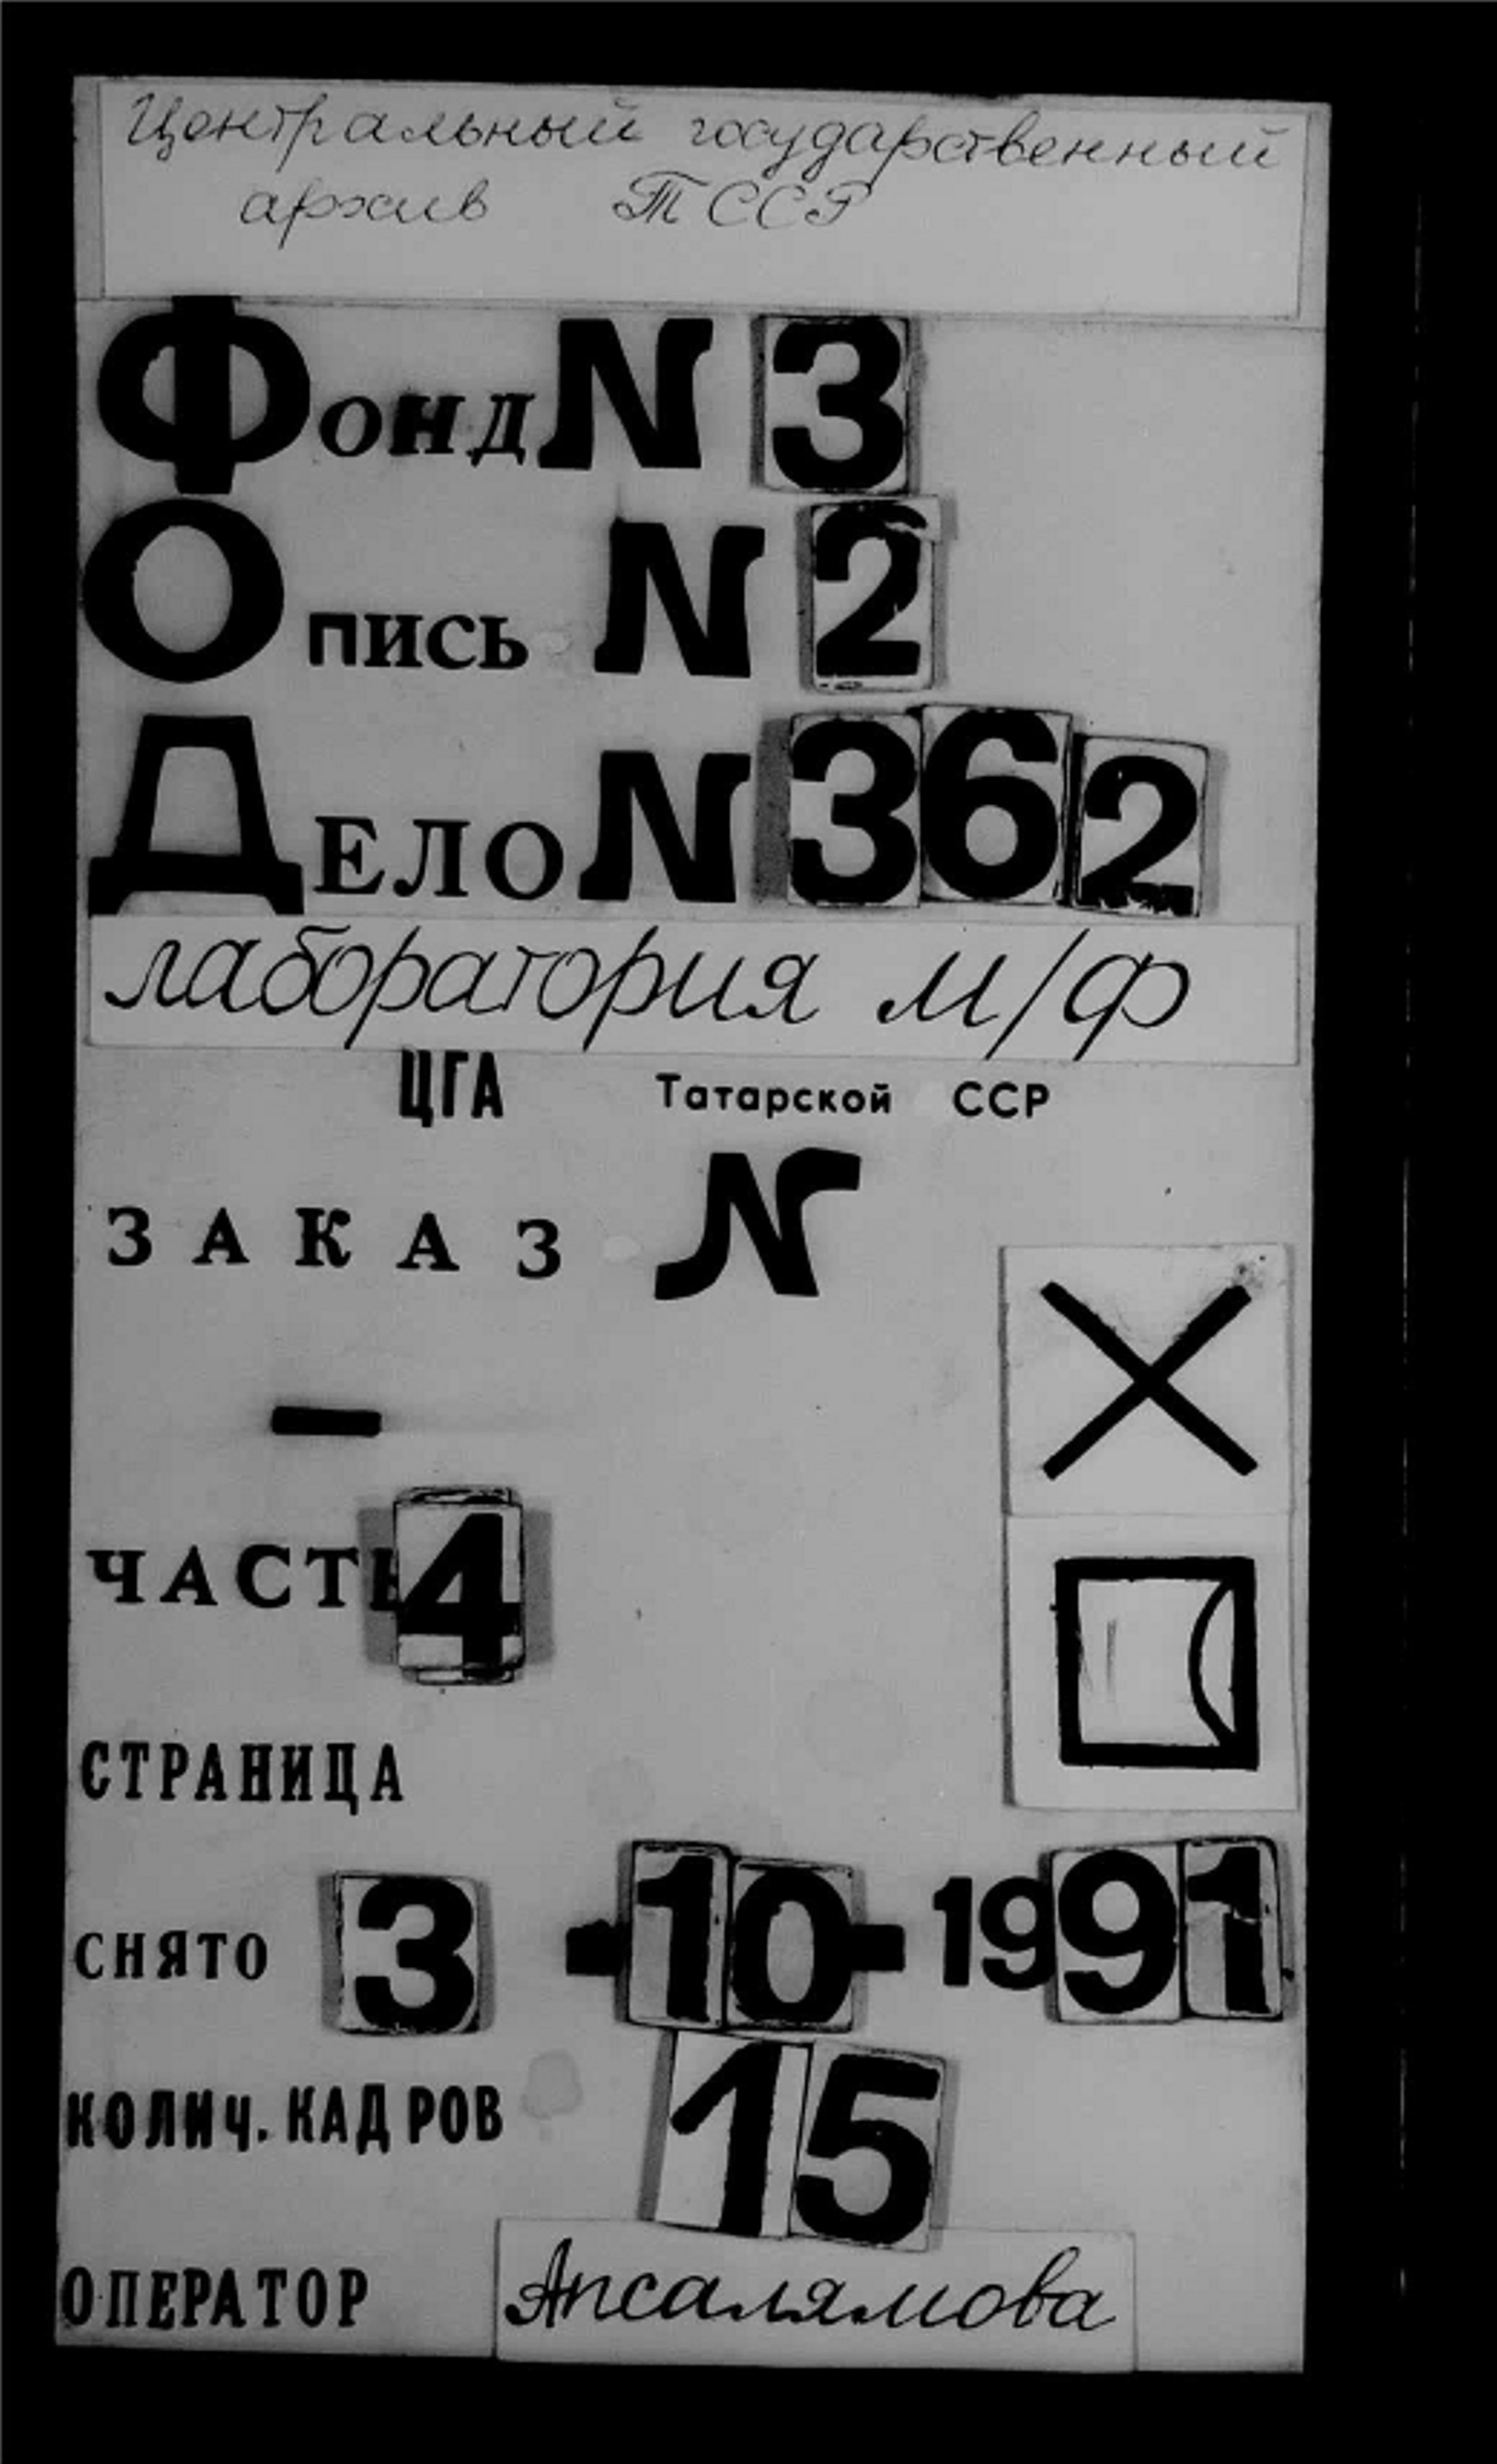 Центральный государственный
архив ТССР
Фонд N 3
Опись N 2
Дело N 362
лаборатория м/ф
ЦГА Татарской ССР
ЗАКАЗ N
–
ЧАСТЬ 4
СТРАНИЦА
СНЯТО 3 -10- 1991
КОЛИЧ. КАДРОВ 15
ОПЕРАТОР Апсалямова